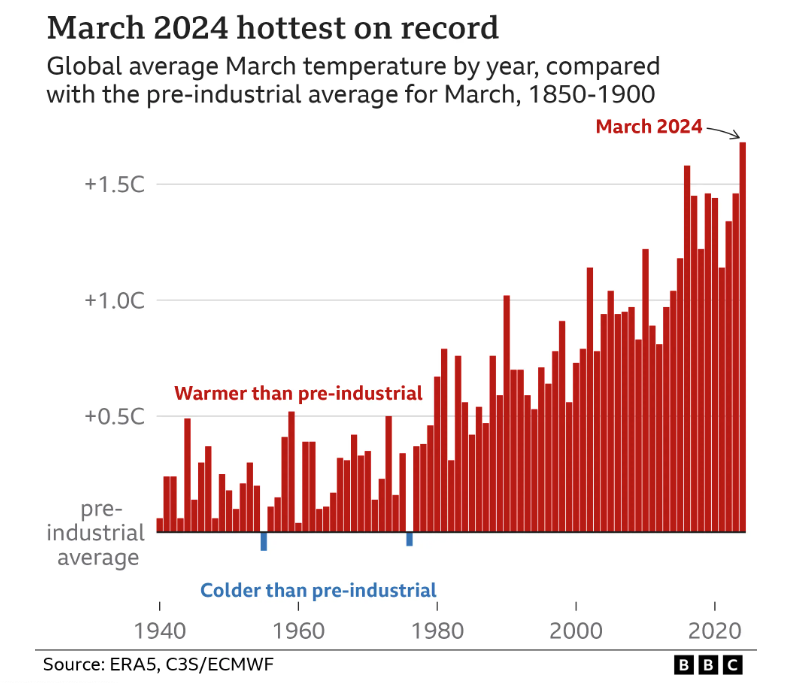 March 2024 hottest on record
Global average March temperature by year, compared
with the pre-industrial average for March, 1850-1900
March 2024
+1.5C
+1.0C
Warmer than pre-industrial
+0.5C
pre-
industrial
average
Colder than pre-industrial
1940 1960 1980 2000 2020
Source: ERA5, C3S/ECMWF
BBC